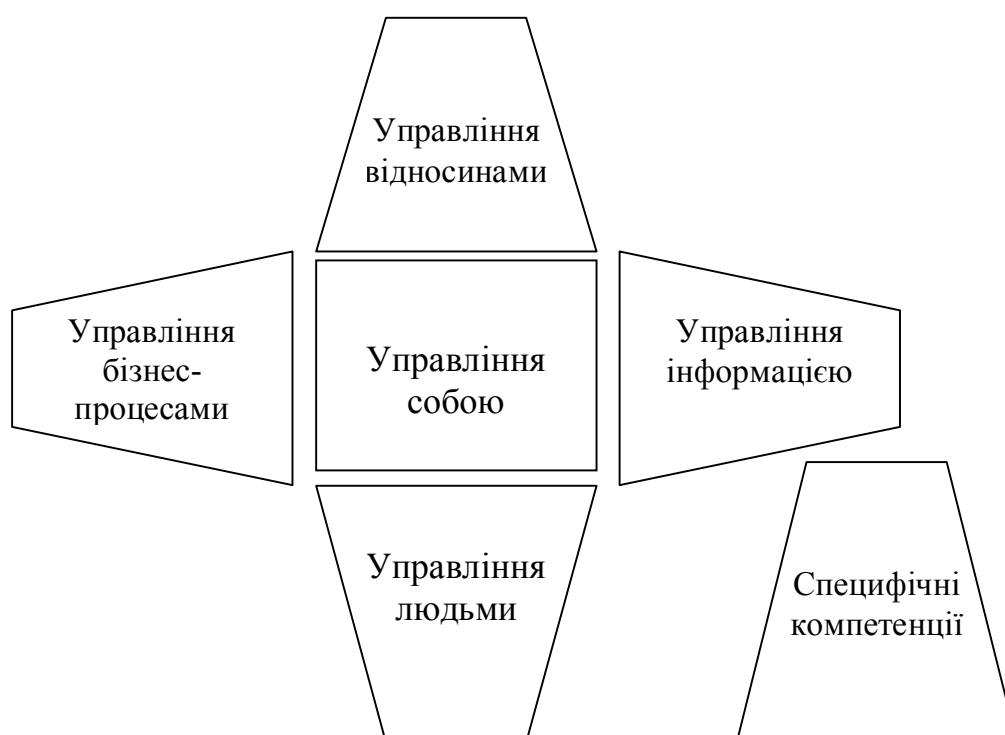 Управління
відносинами
Управління
бізнес-
процесами
Управління
собою
Управління
інформацією
Управління
людьми
Специфічні
компетенції